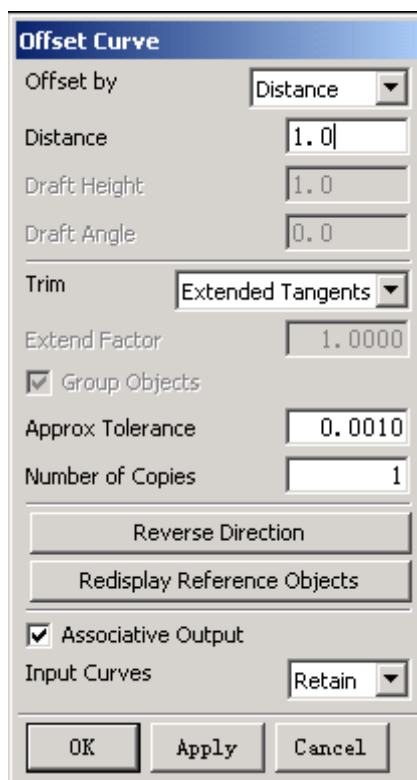 Offset Curve
Offset by Distance
Distance 1.0
Draft Height 1.0
Draft Angle 0.0
Trim Extended Tangents
Extend Factor 1.0000
Group Objects
Approx Tolerance 0.0010
Number of Copies 1
Reverse Direction
Redisplay Reference Objects
Associative Output
Input Curves Retain
OK Apply Cancel